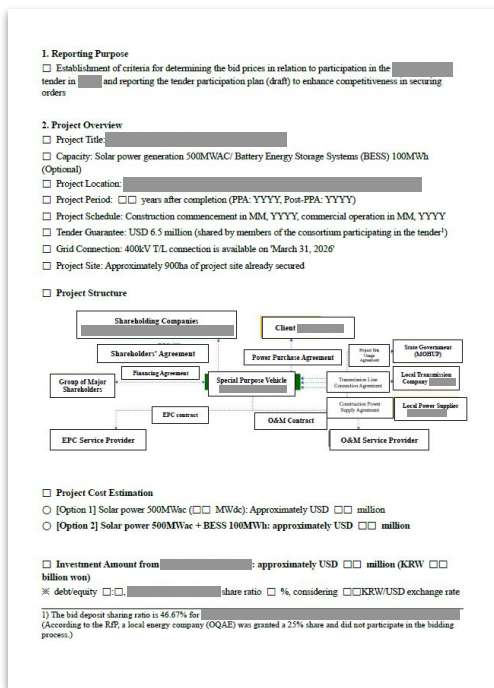 1. Reporting Purpose
□ Establishment of criteria for determining the bid prices in relation to participation in the
tender in and reporting the tender participation plan (draft) to enhance competitiveness in securing
orders
2. Project Overview
□ Project Title:
□ Capacity: Solar power generation 500MWAC/ Battery Energy Storage Systems (BESS) 100MWh
(Optional)
□ Project Location:
□ Project Period: □□ years after completion (PPA: YYYY, Post-PPA: YYYY)
□ Project Schedule: Construction commencement in MM, YYYY, commercial operation in MM, YYYY
□ Tender Guarantee: USD 6.5 million (shared by members of the consortium participating in the tender¹)
□ Grid Connection: 400kV T/L connection is available on 'March 31, 2026'
□ Project Site: Approximately 900ha of project site already secured
□ Project Structure
Shareholding Companies
Client
Shareholders' Agreement
Power Purchase Agreement
Project Site
Usage
Agreement
State Government
(MOHUP)
Financing Agreement
Group of Major
Shareholders
Special Purpose Vehicle
Transmission Line
Connection Agreement
Local Transmission
Company
EPC contract
O&M Contract
Construction Power
Supply Agreement
Local Power Supplier
EPC Service Provider
O&M Service Provider
□ Project Cost Estimation
○ [Option 1] Solar power 500MWac (□□ MWdc): Approximately USD □□ million
○ [Option 2] Solar power 500MWac + BESS 100MWh: approximately USD □□ million
□ Investment Amount from : approximately USD □□ million (KRW □□
billion won)
※ debt/equity □:□, share ratio □ %, considering □□KRW/USD exchange rate
1) The bid deposit sharing ratio is 46.67% for
(According to the RfP, a local energy company (OQAE) was granted a 25% share and did not participate in the bidding
process.)